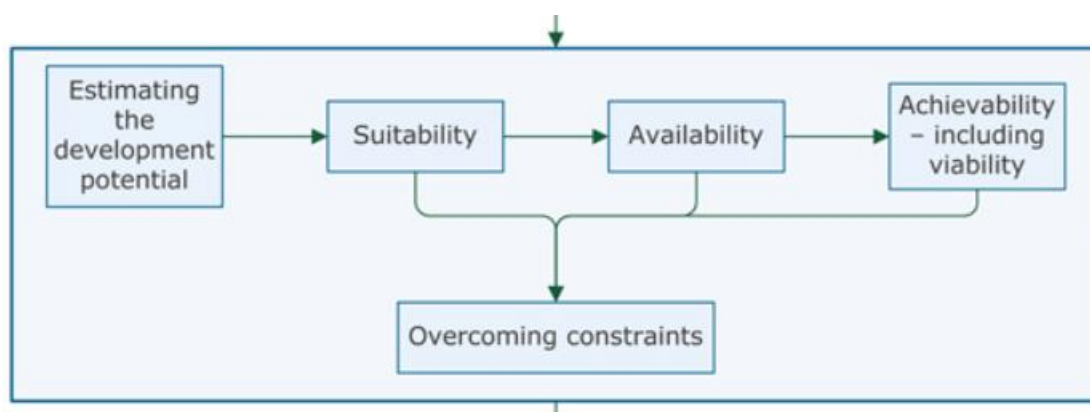 Estimating
the
development
potential
Suitability
Availability
Achievability
– including
viability
Overcoming constraints